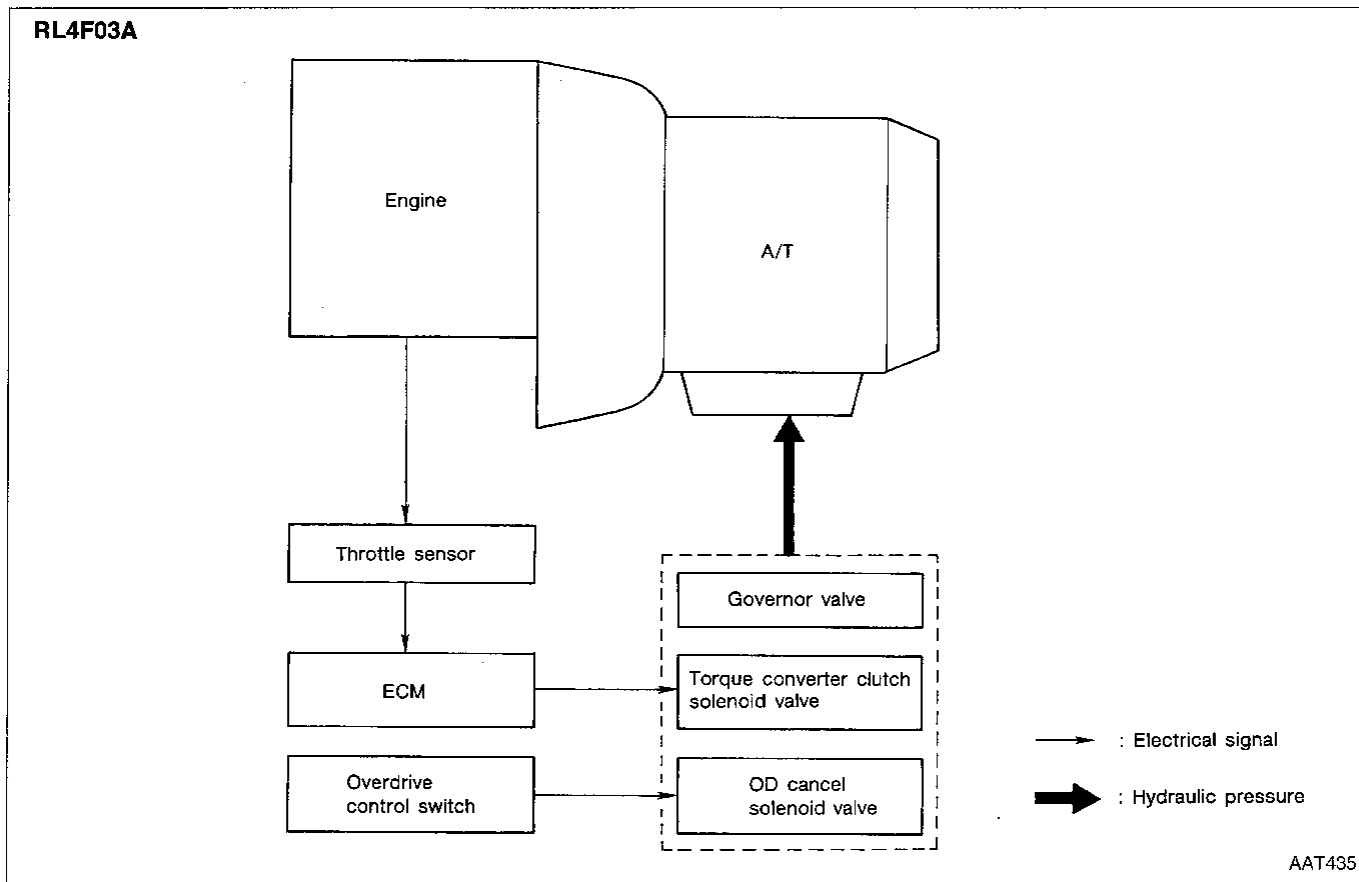 RL4F03A
Engine
A/T
Throttle sensor
Governor valve
ECM
Torque converter clutch
solenoid valve
Overdrive
control switch
OD cancel
solenoid valve
: Electrical signal
: Hydraulic pressure
AAT435